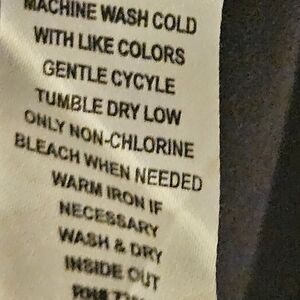 MACHINE WASH COLD
WITH LIKE COLORS
GENTLE CYCYLE
TUMBLE DRY LOW
ONLY NON-CHLORINE
BLEACH WHEN NEEDED
WARM IRON IF
NECESSARY
WASH & DRY
INSIDE OUT